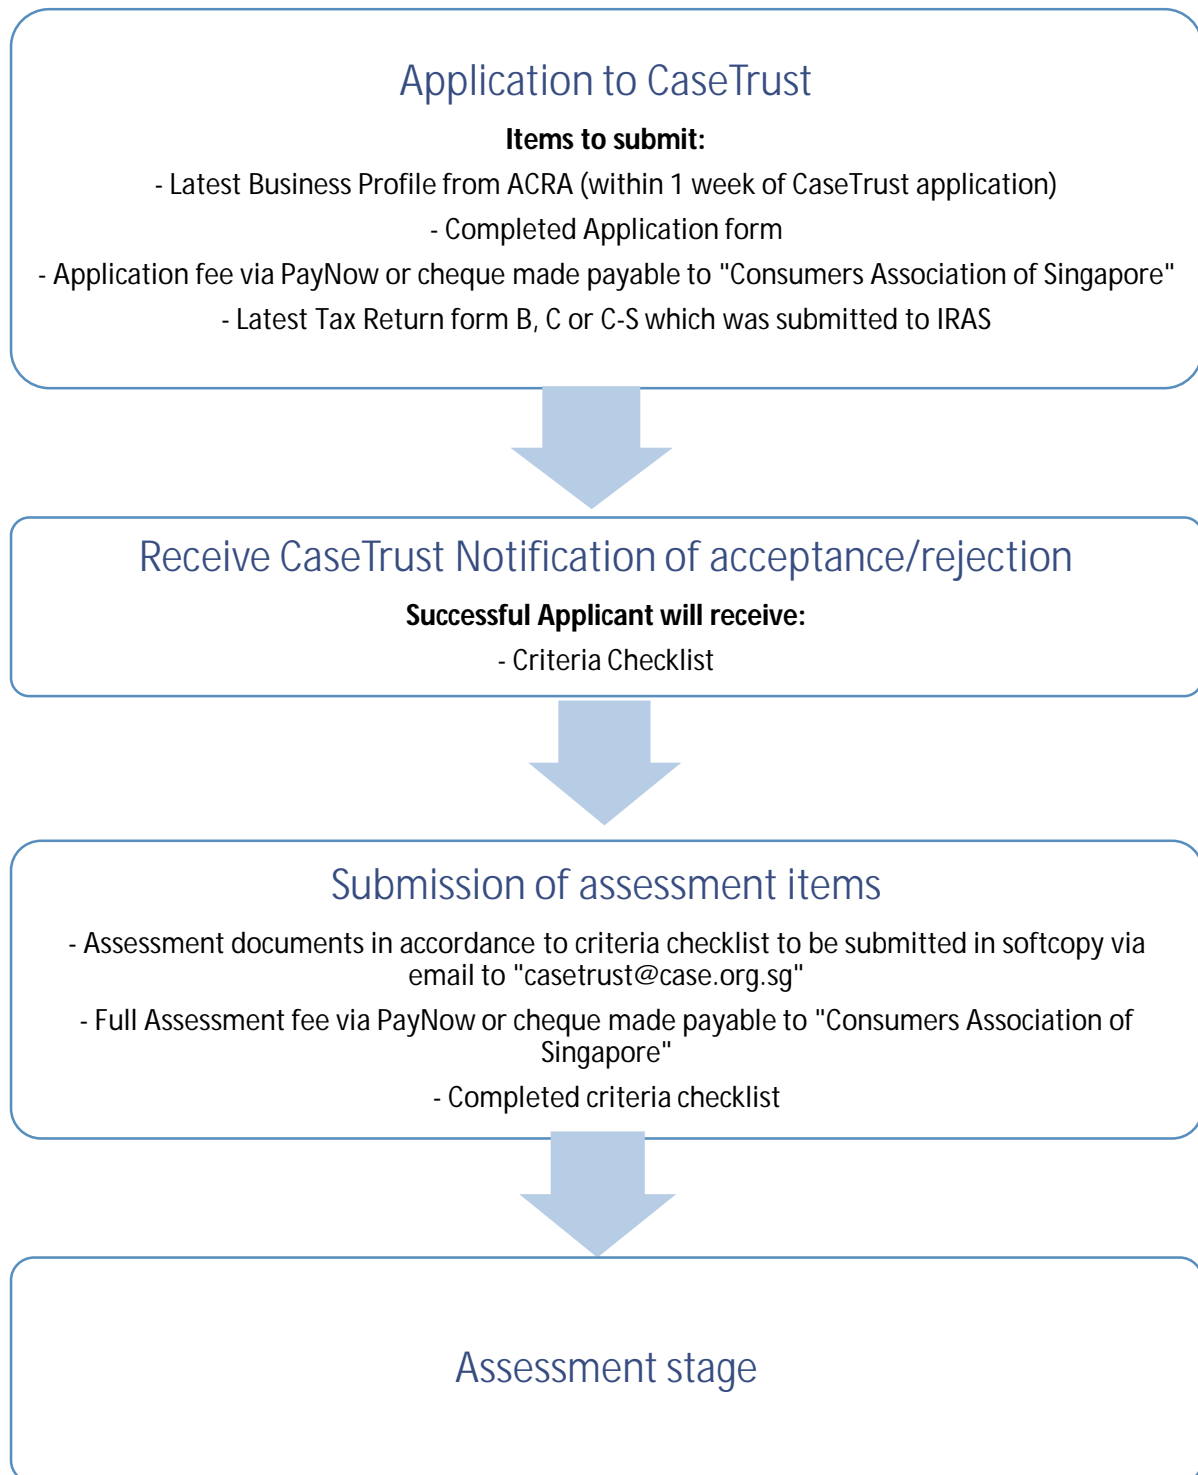 Application to CaseTrust
Items to submit:
- Latest Business Profile from ACRA (within 1 week of CaseTrust application)
- Completed Application form
- Application fee via PayNow or cheque made payable to "Consumers Association of Singapore"
- Latest Tax Return form B, C or C-S which was submitted to IRAS
Receive CaseTrust Notification of acceptance/rejection
Successful Applicant will receive:
- Criteria Checklist
Submission of assessment items
- Assessment documents in accordance to criteria checklist to be submitted in softcopy via
email to "casetrust@case.org.sg"
- Full Assessment fee via PayNow or cheque made payable to "Consumers Association of
Singapore"
- Completed criteria checklist
Assessment stage